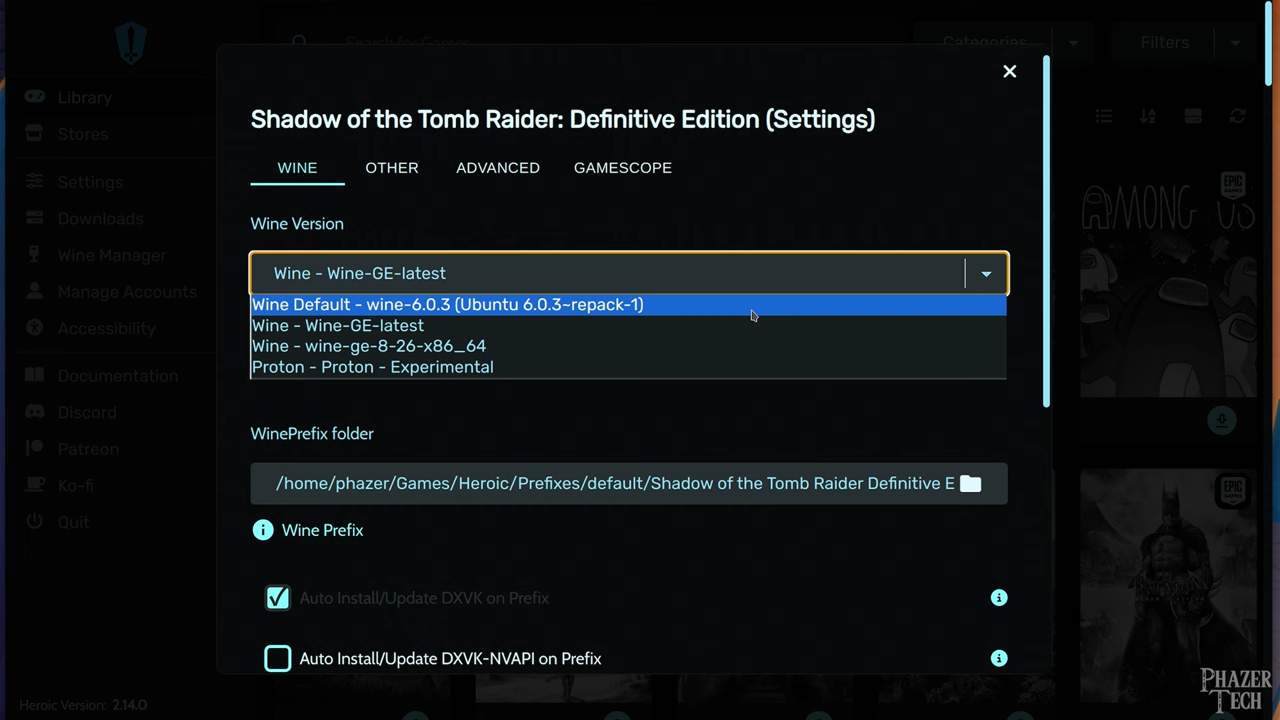 Search for Games
Categories
Filters
Library
Stores
Settings
Downloads
Wine Manager
Manage Accounts
Accessibility
Documentation
Discord
Patreon
Ko-fi
Quit
Heroic Version: 2.14.0
Shadow of the Tomb Raider: Definitive Edition (Settings)
WINE OTHER ADVANCED GAMESCOPE
Wine Version
Wine - Wine-GE-latest
Wine Default - wine-6.0.3 (Ubuntu 6.0.3~repack-1)
Wine - Wine-GE-latest
Wine - wine-ge-8-26-x86_64
Proton - Proton - Experimental
WinePrefix folder
/home/phazer/Games/Heroic/Prefixes/default/Shadow of the Tomb Raider Definitive E
Wine Prefix
Auto Install/Update DXVK on Prefix
Auto Install/Update DXVK-NVAPI on Prefix
EPIC
GAMES
AMONG US
EPIC
GAMES
PHAZER
TECH